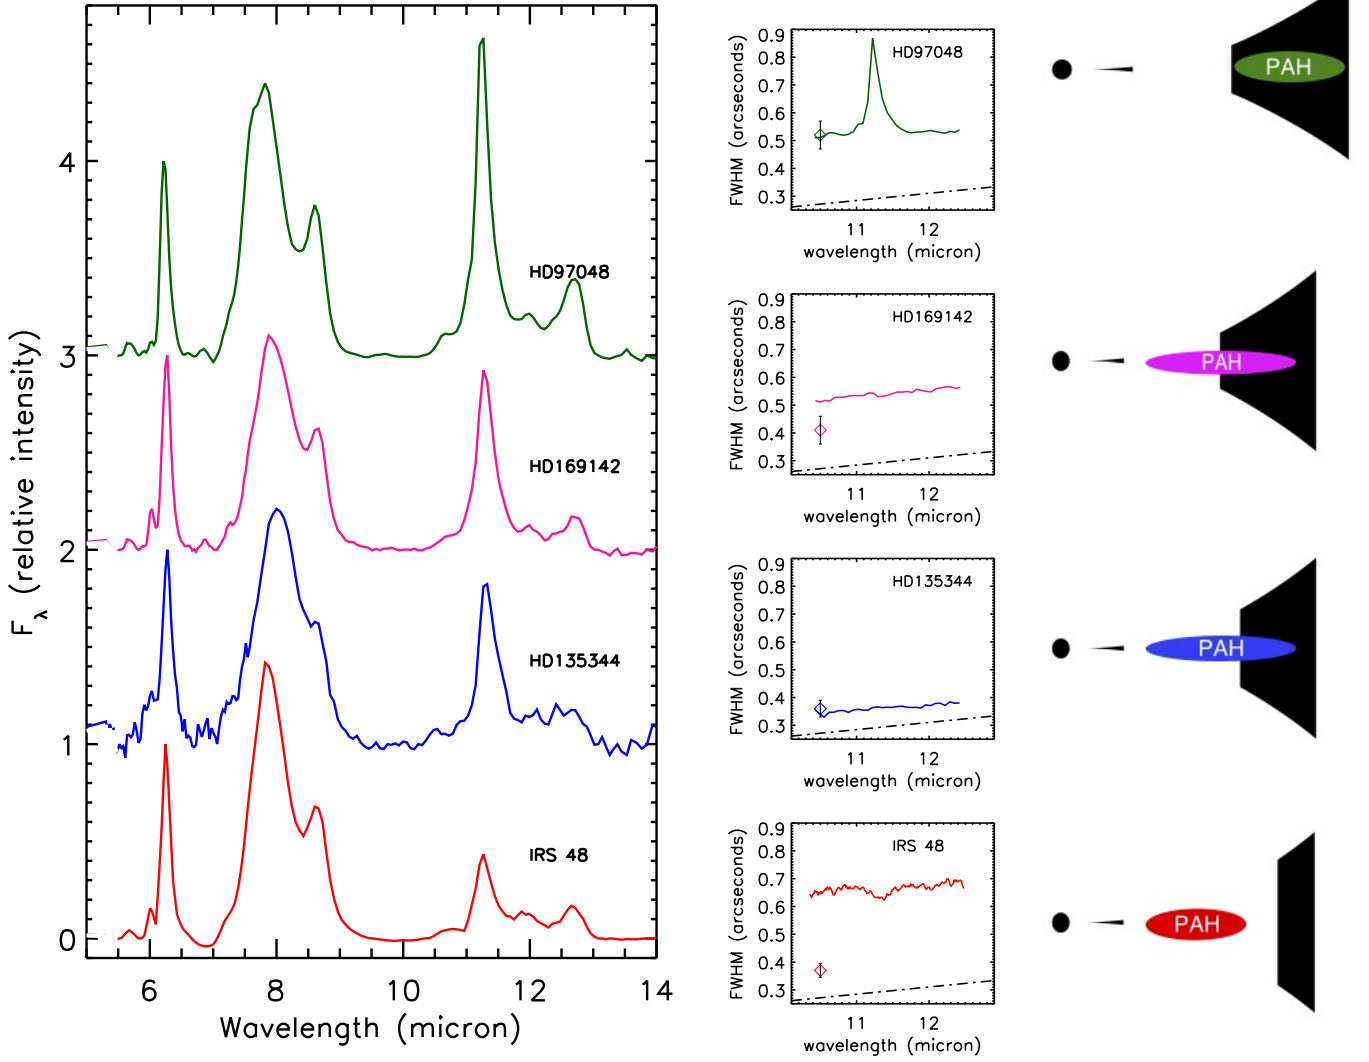 F_λ (relative intensity)
4
3
2
1
0
HD97048
HD169142
HD135344
IRS 48
6 8 10 12 14
Wavelength (micron)
FWHM (arcseconds)
0.9
0.8
0.7
0.6
0.5
0.4
0.3
HD97048
11 12
wavelength (micron)
PAH
FWHM (arcseconds)
0.9
0.8
0.7
0.6
0.5
0.4
0.3
HD169142
11 12
wavelength (micron)
PAH
FWHM (arcseconds)
0.9
0.8
0.7
0.6
0.5
0.4
0.3
HD135344
11 12
wavelength (micron)
PAH
FWHM (arcseconds)
0.9
0.8
0.7
0.6
0.5
0.4
0.3
IRS 48
11 12
wavelength (micron)
PAH